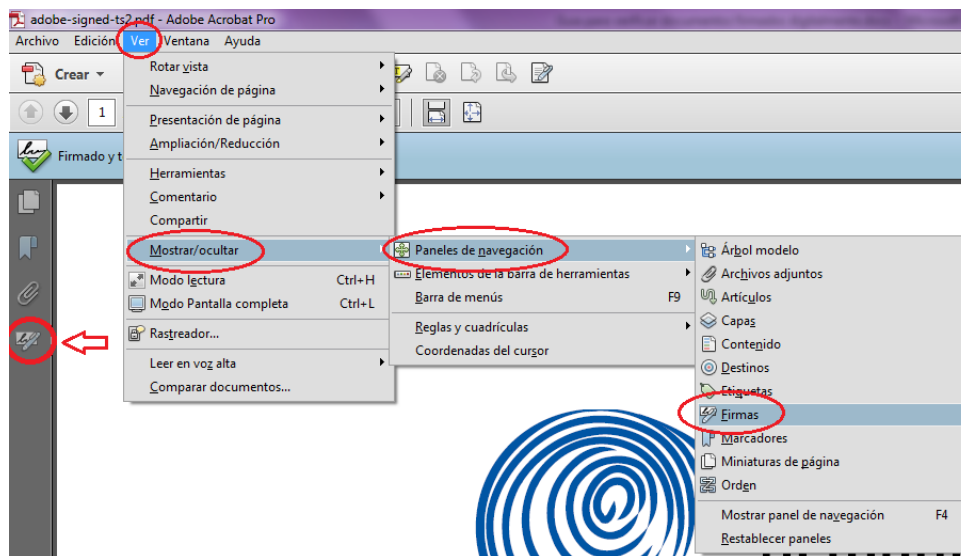 adobe-signed-ts2.pdf - Adobe Acrobat Pro
Archivo Edición Ver Ventana Ayuda
Crear
1
Firmado y t
Rotar vista
Navegación de página
Presentación de página
Ampliación/Reducción
Herramientas
Comentario
Compartir
Mostrar/ocultar
Modo lectura Ctrl+H
Modo Pantalla completa Ctrl+L
Rastreador...
Leer en voz alta
Comparar documentos...
Paneles de navegación
Elementos de la barra de herramientas
Barra de menús F9
Reglas y cuadrículas
Coordenadas del cursor
Árbol modelo
Archivos adjuntos
Artículos
Capas
Contenido
Destinos
Etiquetas
Firmas
Marcadores
Miniaturas de página
Orden
Mostrar panel de navegación F4
Restablecer paneles